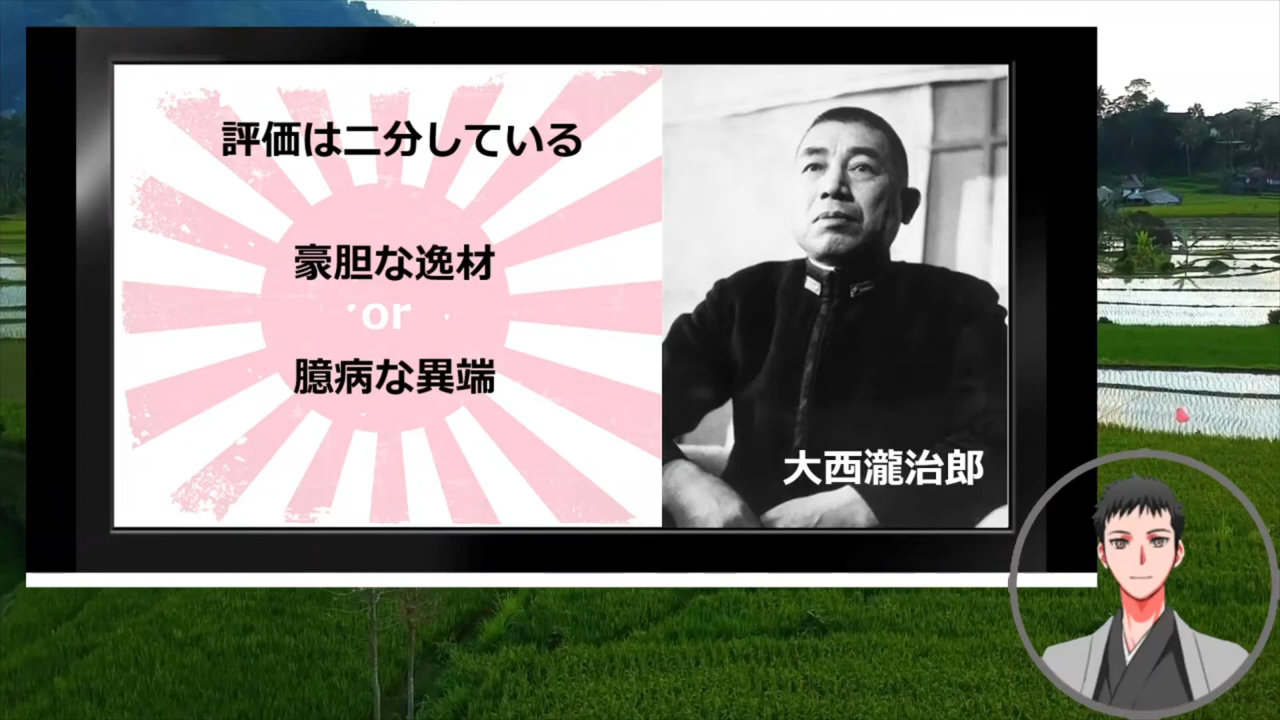 評価は二分している
豪胆な逸材
or
臆病な異端
大西瀧治郎